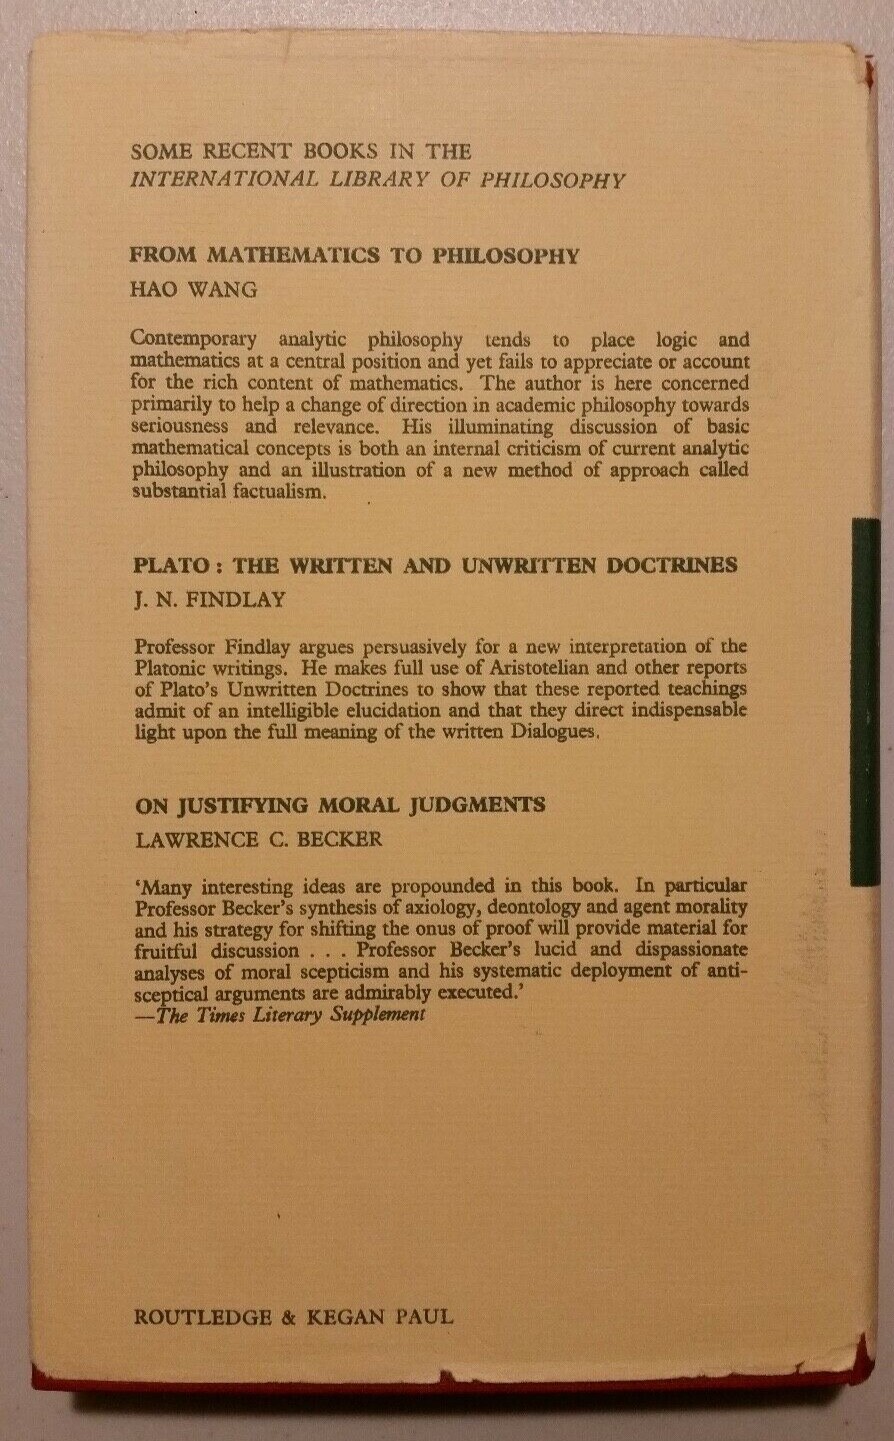 SOME RECENT BOOKS IN THE
INTERNATIONAL LIBRARY OF PHILOSOPHY
FROM MATHEMATICS TO PHILOSOPHY
HAO WANG
Contemporary analytic philosophy tends to place logic and
mathematics at a central position and yet fails to appreciate or account
for the rich content of mathematics. The author is here concerned
primarily to help a change of direction in academic philosophy towards
seriousness and relevance. His illuminating discussion of basic
mathematical concepts is both an internal criticism of current analytic
philosophy and an illustration of a new method of approach called
substantial factualism.
PLATO : THE WRITTEN AND UNWRITTEN DOCTRINES
J. N. FINDLAY
Professor Findlay argues persuasively for a new interpretation of the
Platonic writings. He makes full use of Aristotelian and other reports
of Plato's Unwritten Doctrines to show that these reported teachings
admit of an intelligible elucidation and that they direct indispensable
light upon the full meaning of the written Dialogues.
ON JUSTIFYING MORAL JUDGMENTS
LAWRENCE C. BECKER
‘Many interesting ideas are propounded in this book. In particular
Professor Becker's synthesis of axiology, deontology and agent morality
and his strategy for shifting the onus of proof will provide material for
fruitful discussion . . . Professor Becker's lucid and dispassionate
analyses of moral scepticism and his systematic deployment of anti-
sceptical arguments are admirably executed.’
—The Times Literary Supplement
ROUTLEDGE & KEGAN PAUL